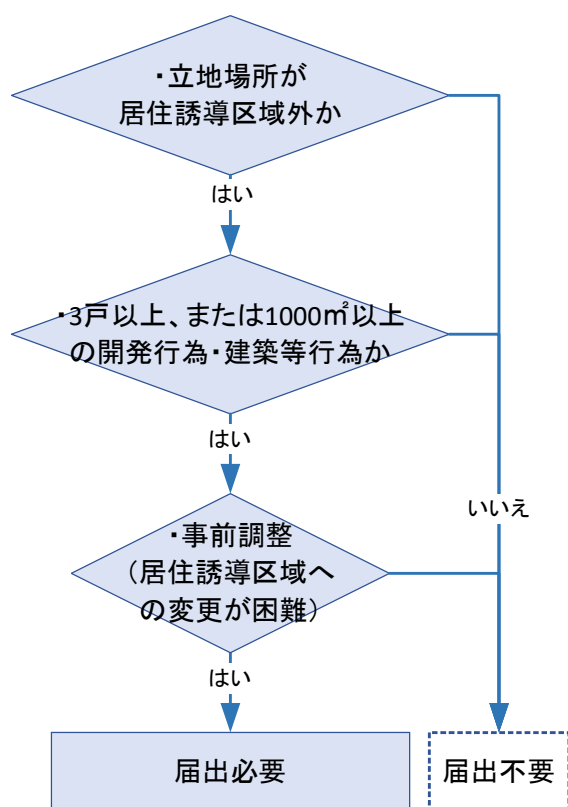 ・立地場所が
居住誘導区域外か
はい
・3戸以上、または1000㎡以上
の開発行為・建築等行為か
はい
いいえ
・事前調整
（居住誘導区域へ
の変更が困難）
はい
届出必要
届出不要